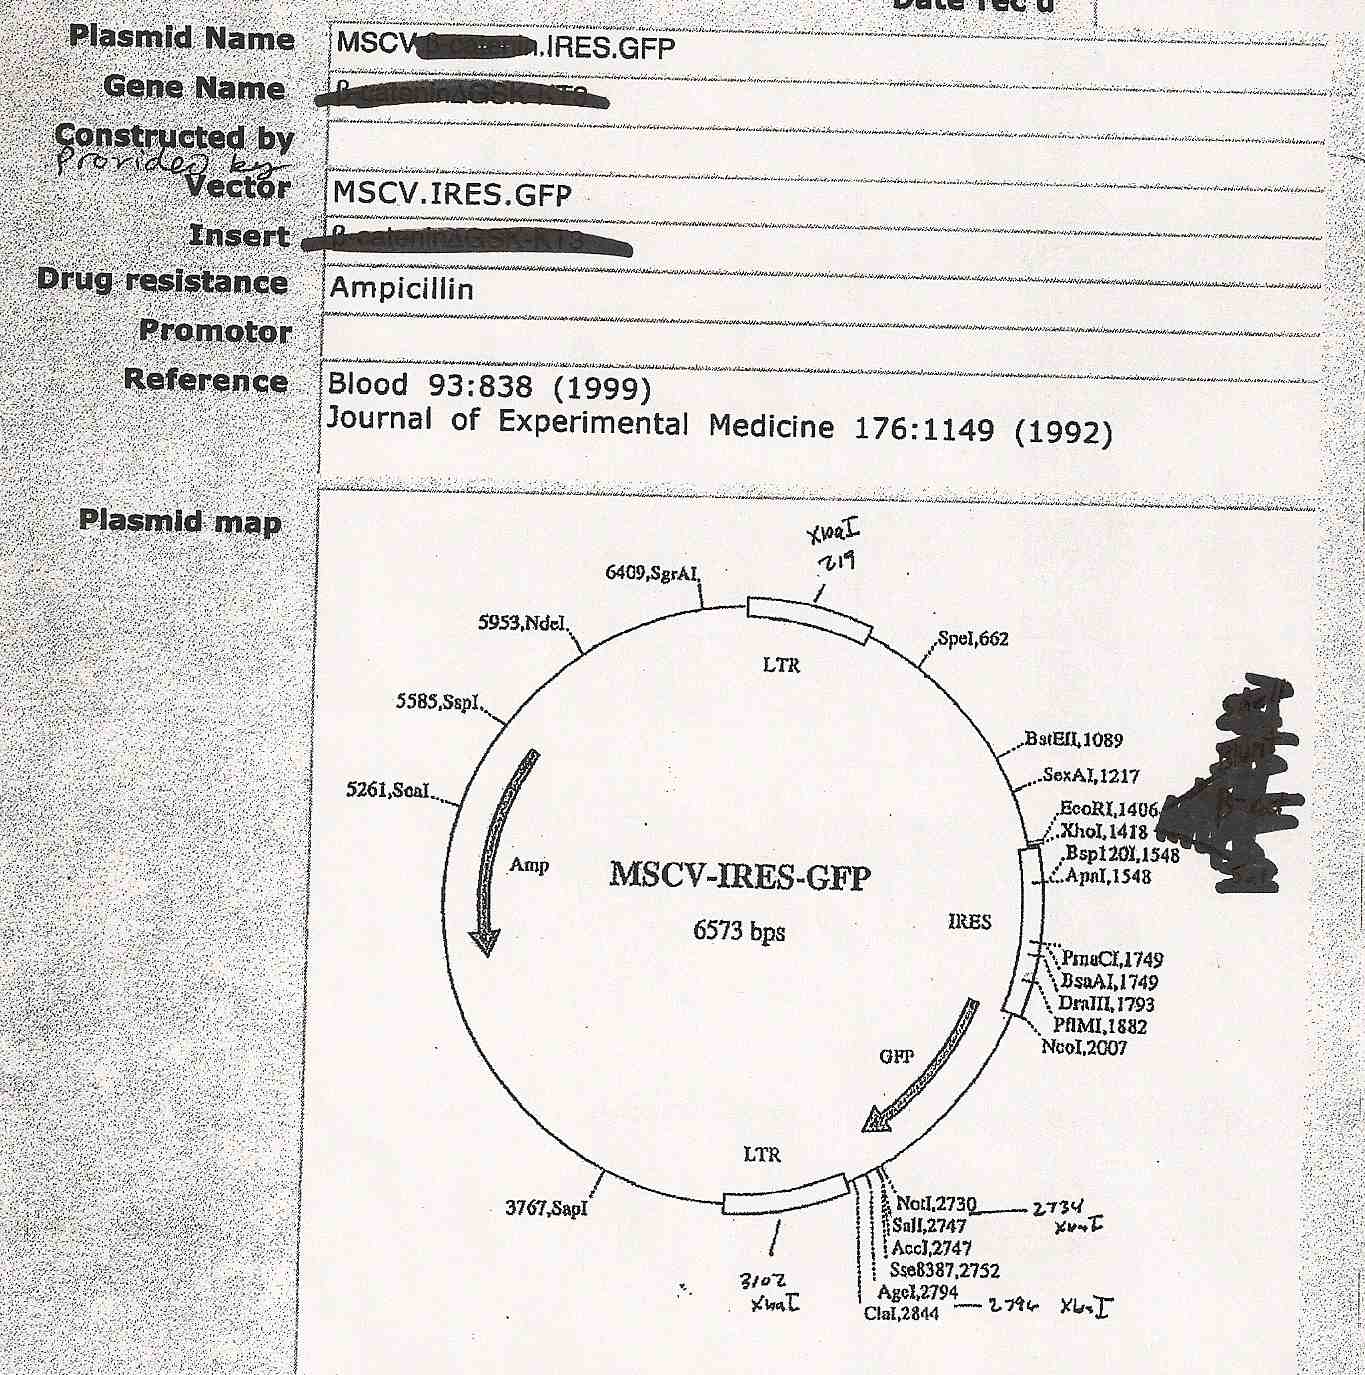 Date rec'd
Plasmid Name MSCV. .IRES.GFP
Gene Name
Constructed by
provided by
Vector MSCV.IRES.GFP
Insert
Drug resistance Ampicillin
Promotor
Reference Blood 93:838 (1999)
Journal of Experimental Medicine 176:1149 (1992)
Plasmid map
XbaI
219
6409,SgrAI
5953,NdeI
SpeI,662
LTR
5585,SspI
BstEII,1089
SexAI,1217
5261,ScaI
EcoRI,1406
XhoI,1418
Bsp120I,1548
ApaI,1548
Amp
MSCV-IRES-GFP
6573 bps
IRES
PmaCI,1749
BsaAI,1749
DraIII,1793
PflMI,1882
NcoI,2007
GFP
LTR
3767,SapI
NotI,2730 2734
SalI,2747 XbaI
AccI,2747
Sse8387,2752
3102
XbaI
AgeI,2794
ClaI,2844 2794 XbaI